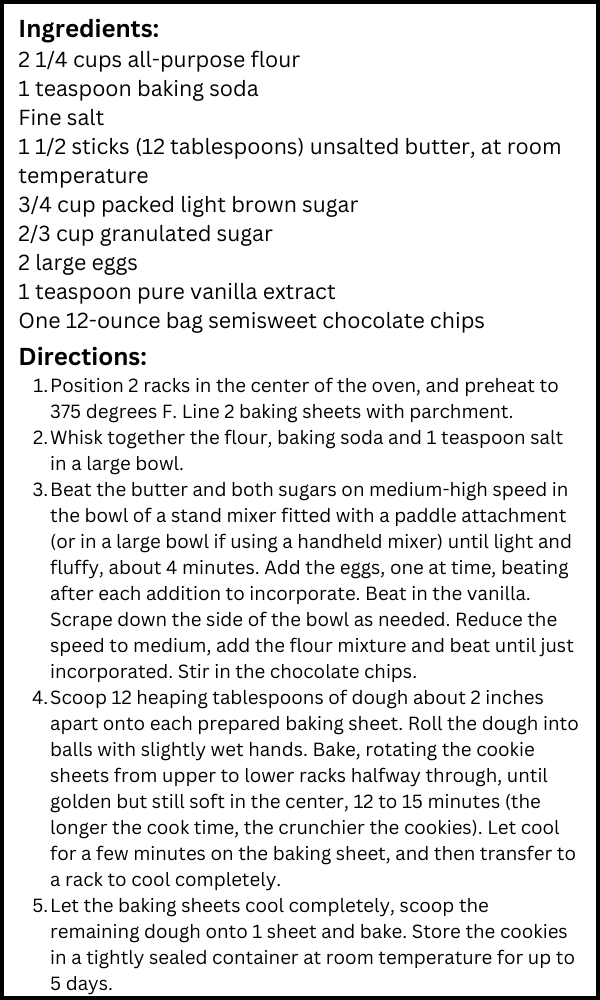 Ingredients:
2 1/4 cups all-purpose flour
1 teaspoon baking soda
Fine salt
1 1/2 sticks (12 tablespoons) unsalted butter, at room
temperature
3/4 cup packed light brown sugar
2/3 cup granulated sugar
2 large eggs
1 teaspoon pure vanilla extract
One 12-ounce bag semisweet chocolate chips
Directions:
1. Position 2 racks in the center of the oven, and preheat to
375 degrees F. Line 2 baking sheets with parchment.
2. Whisk together the flour, baking soda and 1 teaspoon salt
in a large bowl.
3. Beat the butter and both sugars on medium-high speed in
the bowl of a stand mixer fitted with a paddle attachment
(or in a large bowl if using a handheld mixer) until light and
fluffy, about 4 minutes. Add the eggs, one at time, beating
after each addition to incorporate. Beat in the vanilla.
Scrape down the side of the bowl as needed. Reduce the
speed to medium, add the flour mixture and beat until just
incorporated. Stir in the chocolate chips.
4. Scoop 12 heaping tablespoons of dough about 2 inches
apart onto each prepared baking sheet. Roll the dough into
balls with slightly wet hands. Bake, rotating the cookie
sheets from upper to lower racks halfway through, until
golden but still soft in the center, 12 to 15 minutes (the
longer the cook time, the crunchier the cookies). Let cool
for a few minutes on the baking sheet, and then transfer to
a rack to cool completely.
5. Let the baking sheets cool completely, scoop the
remaining dough onto 1 sheet and bake. Store the cookies
in a tightly sealed container at room temperature for up to
5 days.